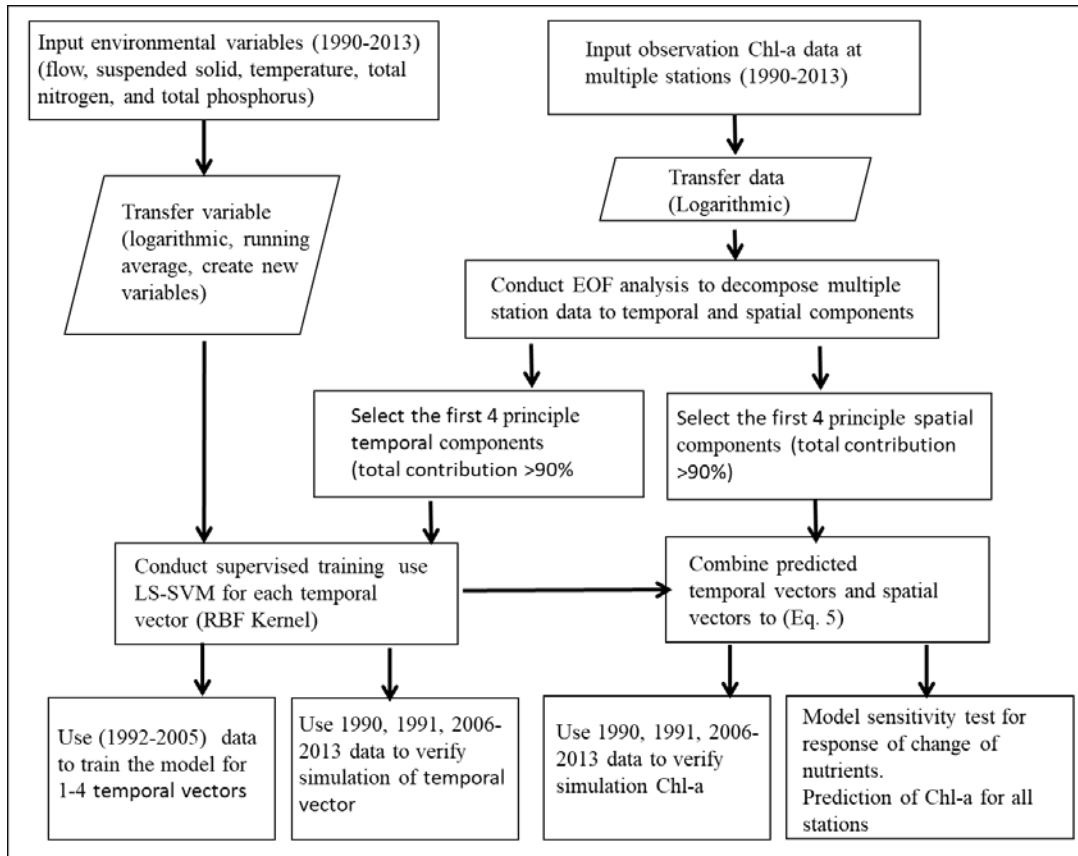 Input environmental variables (1990-2013)
(flow, suspended solid, temperature, total
nitrogen, and total phosphorus)
Input observation Chl-a data at
multiple stations (1990-2013)
Transfer variable
(logarithmic, running
average, create new
variables)
Transfer data
(Logarithmic)
Conduct EOF analysis to decompose multiple
station data to temporal and spatial components
Select the first 4 principle
temporal components
(total contribution >90%
Select the first 4 principle spatial
components (total contribution
>90%)
Conduct supervised training use
LS-SVM for each temporal
vector (RBF Kernel)
Combine predicted
temporal vectors and spatial
vectors to (Eq. 5)
Use (1992-2005) data
to train the model for
1-4 temporal vectors
Use 1990, 1991, 2006-
2013 data to verify
simulation of temporal
vector
Use 1990, 1991, 2006-
2013 data to verify
simulation Chl-a
Model sensitivity test for
response of change of
nutrients.
Prediction of Chl-a for all
stations